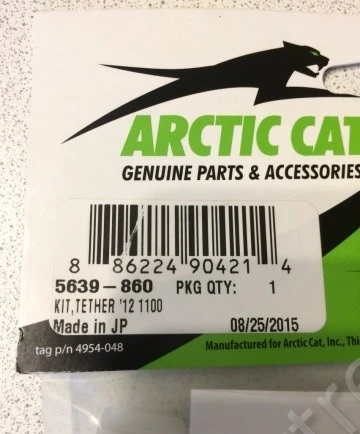 ARCTIC CAT
GENUINE PARTS & ACCESSORIES
8 86224 90421 4
5639-860 PKG QTY: 1
KIT,TETHER '12 1100
Made in JP 08/25/2015
tag p/n 4954-048 Manufactured for Arctic Cat, Inc., Thi